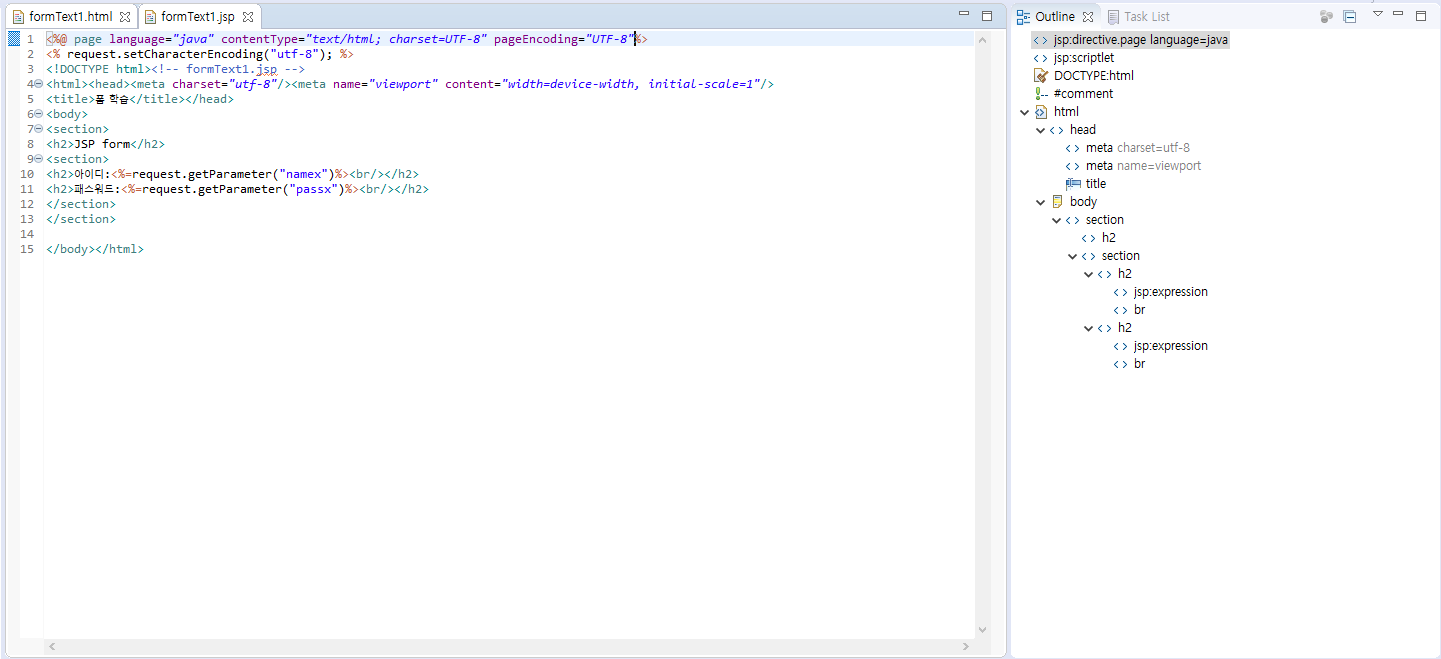 formText1.html
formText1.jsp
1 <%@ page language="java" contentType="text/html; charset=UTF-8" pageEncoding="UTF-8"%>
2 <% request.setCharacterEncoding("utf-8"); %>
3 <!DOCTYPE html><!-- formText1.jsp -->
4 <html><head><meta charset="utf-8"/><meta name="viewport" content="width=device-width, initial-scale=1"/>
5 <title>폼 학습</title></head>
6 <body>
7 <section>
8 <h2>JSP form</h2>
9 <section>
10 <h2>아이디:<%=request.getParameter("namex")%><br/></h2>
11 <h2>패스워드:<%=request.getParameter("passx")%><br/></h2>
12 </section>
13 </section>
14
15 </body></html>
Outline
Task List
jsp:directive.page language=java
jsp:scriptlet
DOCTYPE:html
#comment
html
head
meta charset=utf-8
meta name=viewport
title
body
section
h2
section
h2
jsp:expression
br
h2
jsp:expression
br